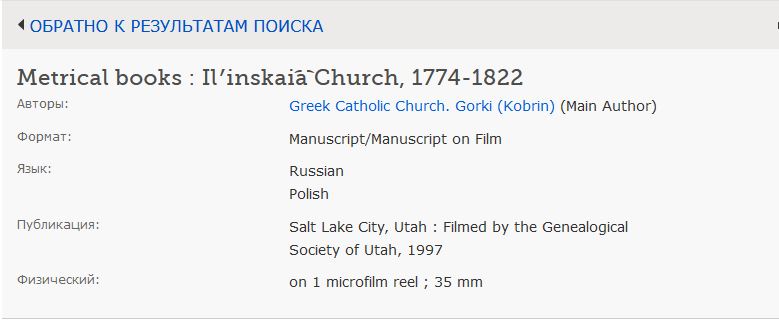 ОБРАТНО К РЕЗУЛЬТАТАМ ПОИСКА
Metrical books : Ilʹinskai︠a︡ Church, 1774-1822
Авторы: Greek Catholic Church. Gorki (Kobrin) (Main Author)
Формат: Manuscript/Manuscript on Film
Язык: Russian
Polish
Публикация: Salt Lake City, Utah : Filmed by the Genealogical
Society of Utah, 1997
Физический: on 1 microfilm reel ; 35 mm